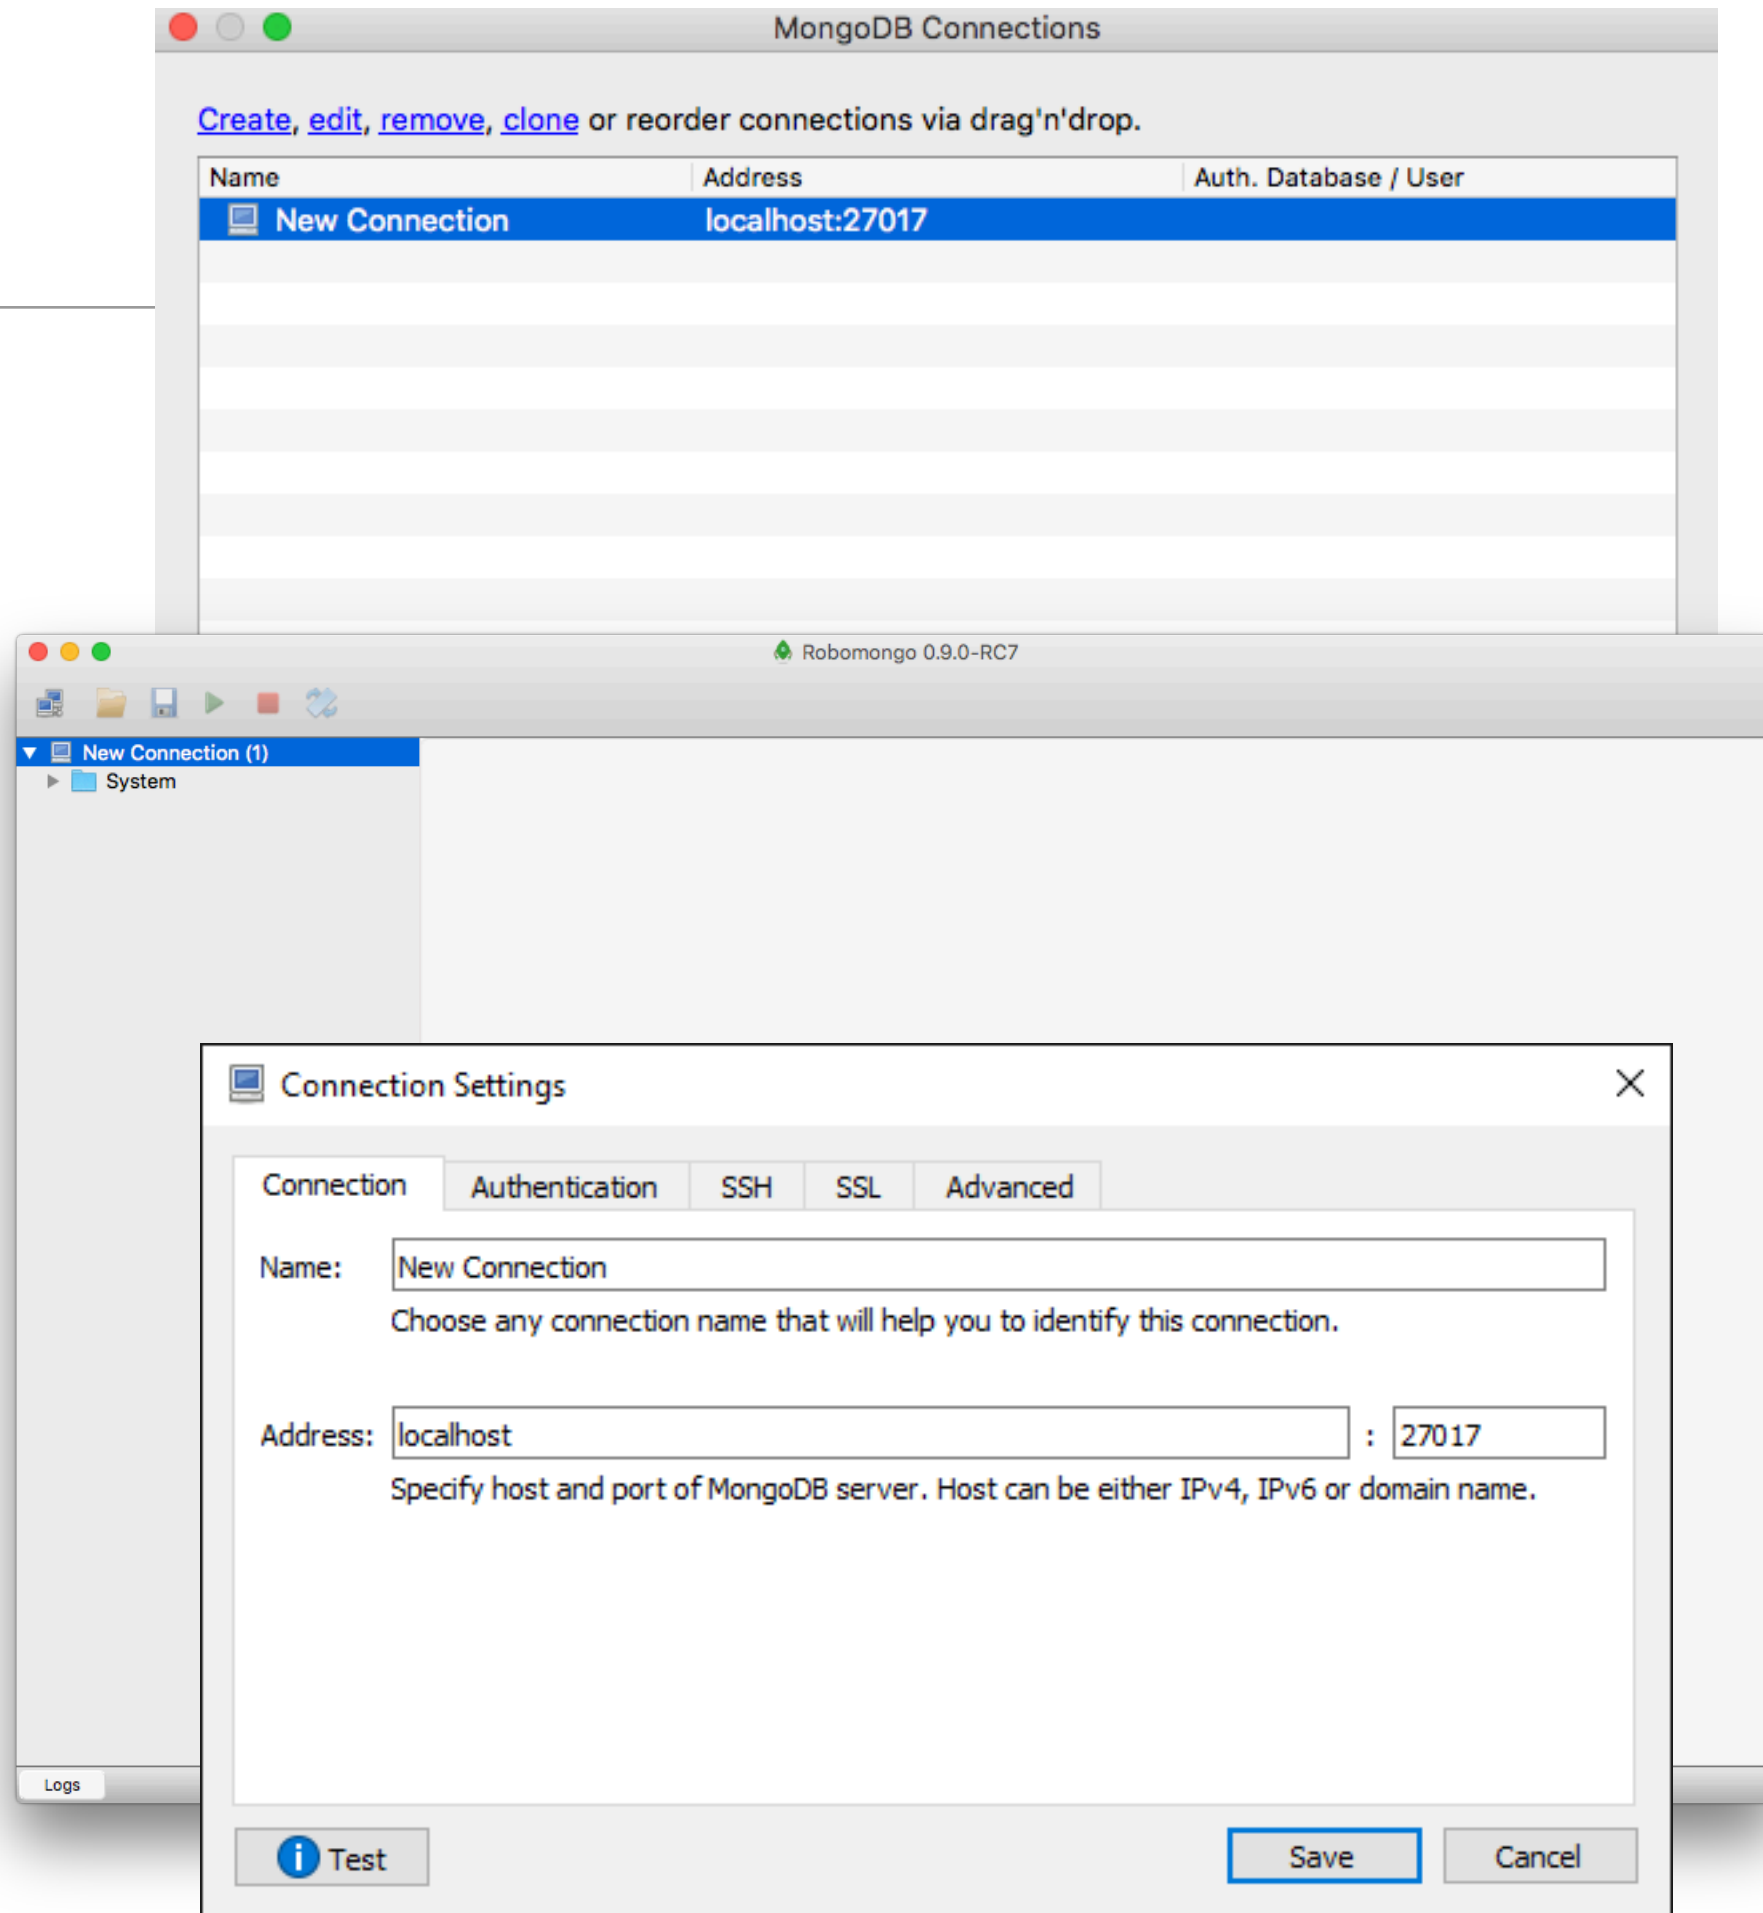 MongoDB Connections
Create, edit, remove, clone or reorder connections via drag'n'drop.
Name Address Auth. Database / User
New Connection localhost:27017
Robomongo 0.9.0-RC7
New Connection (1)
System
Connection Settings
Connection Authentication SSH SSL Advanced
Name: New Connection
Choose any connection name that will help you to identify this connection.
Address: localhost : 27017
Specify host and port of MongoDB server. Host can be either IPv4, IPv6 or domain name.
Logs
Test Save Cancel